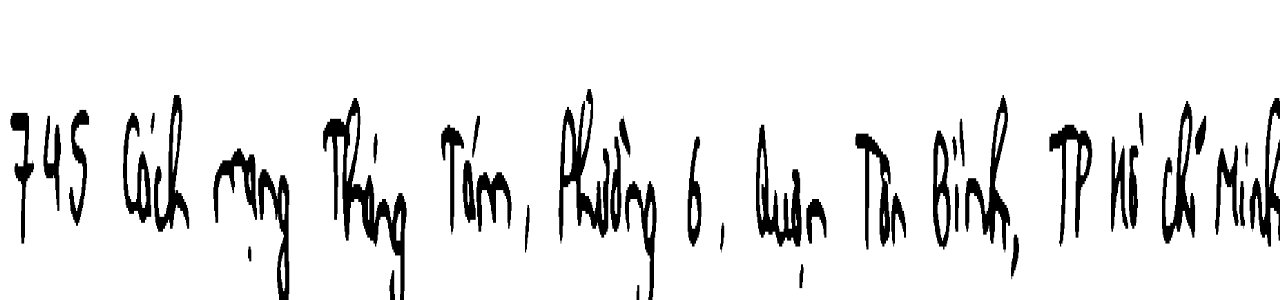 745 Cách mạng Tháng Tám, Phường 6, Quận Tân Bình, TP Hồ Chí Minh